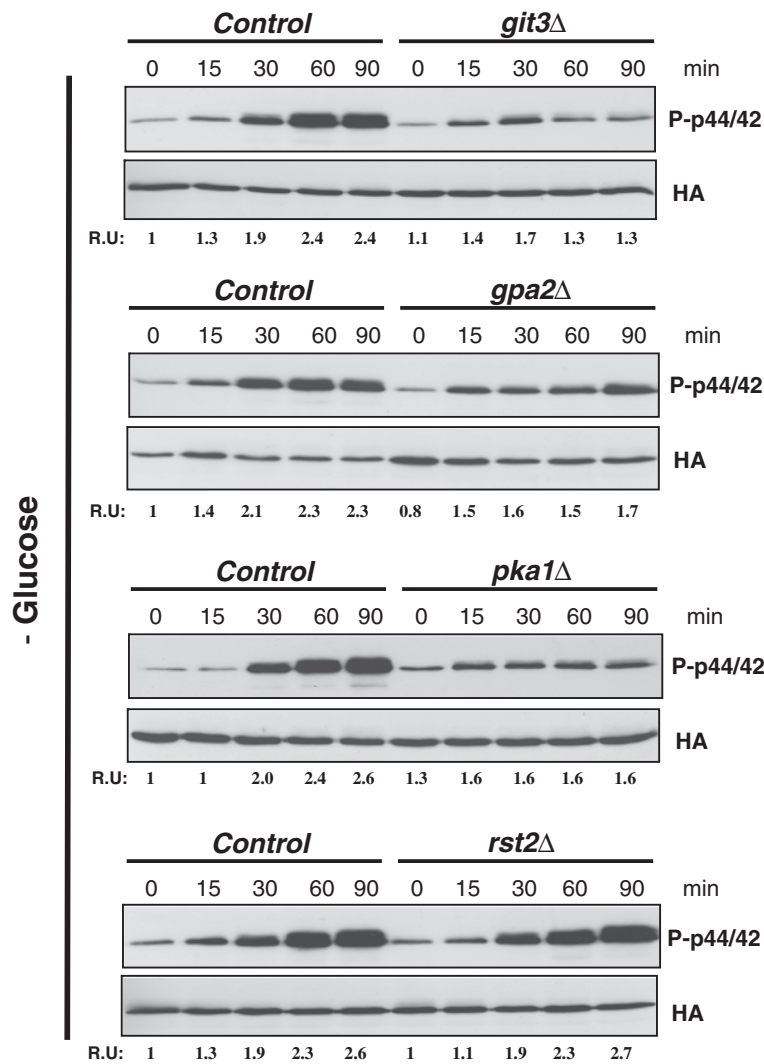 Control git3Δ
0 15 30 60 90 0 15 30 60 90 min
P-p44/42
HA
R.U: 1 1.3 1.9 2.4 2.4 1.1 1.4 1.7 1.3 1.3
Control gpa2Δ
0 15 30 60 90 0 15 30 60 90 min
P-p44/42
HA
R.U: 1 1.4 2.1 2.3 2.3 0.8 1.5 1.6 1.5 1.7
- Glucose
Control pka1Δ
0 15 30 60 90 0 15 30 60 90 min
P-p44/42
HA
R.U: 1 1 2.0 2.4 2.6 1.3 1.6 1.6 1.6 1.6
Control rst2Δ
0 15 30 60 90 0 15 30 60 90 min
P-p44/42
HA
R.U: 1 1.3 1.9 2.3 2.6 1 1.1 1.9 2.3 2.7